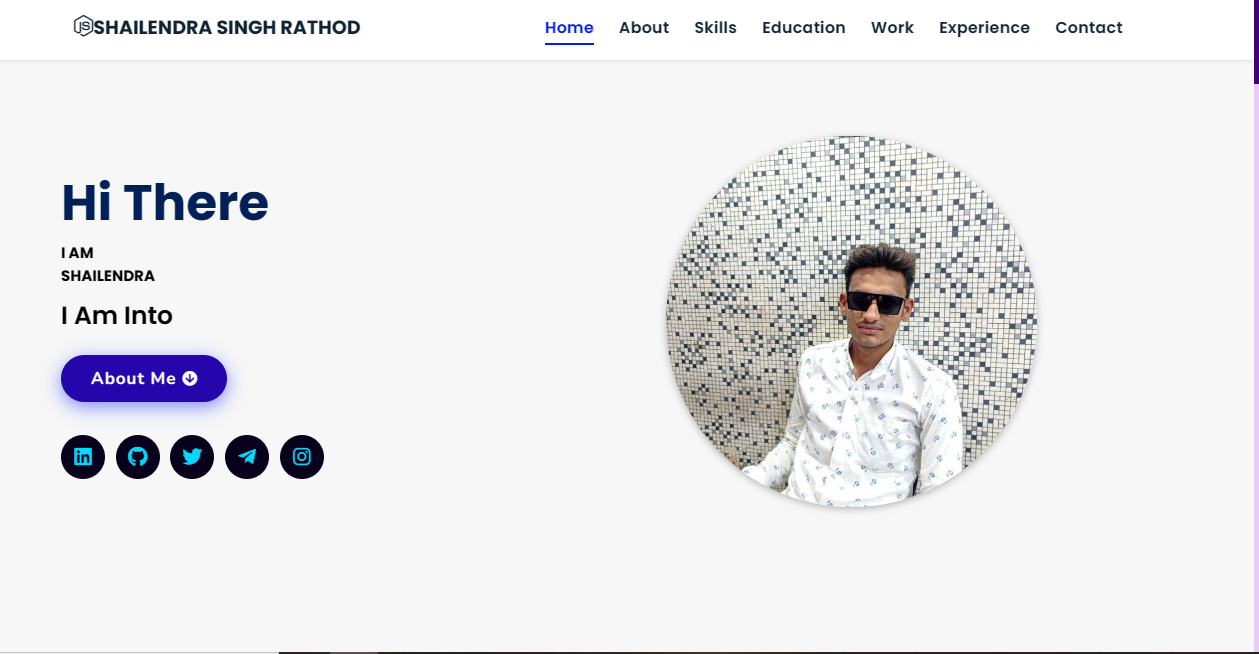 SHAILENDRA SINGH RATHOD
Home About Skills Education Work Experience Contact
Hi There
I AM
SHAILENDRA
I Am Into
About Me